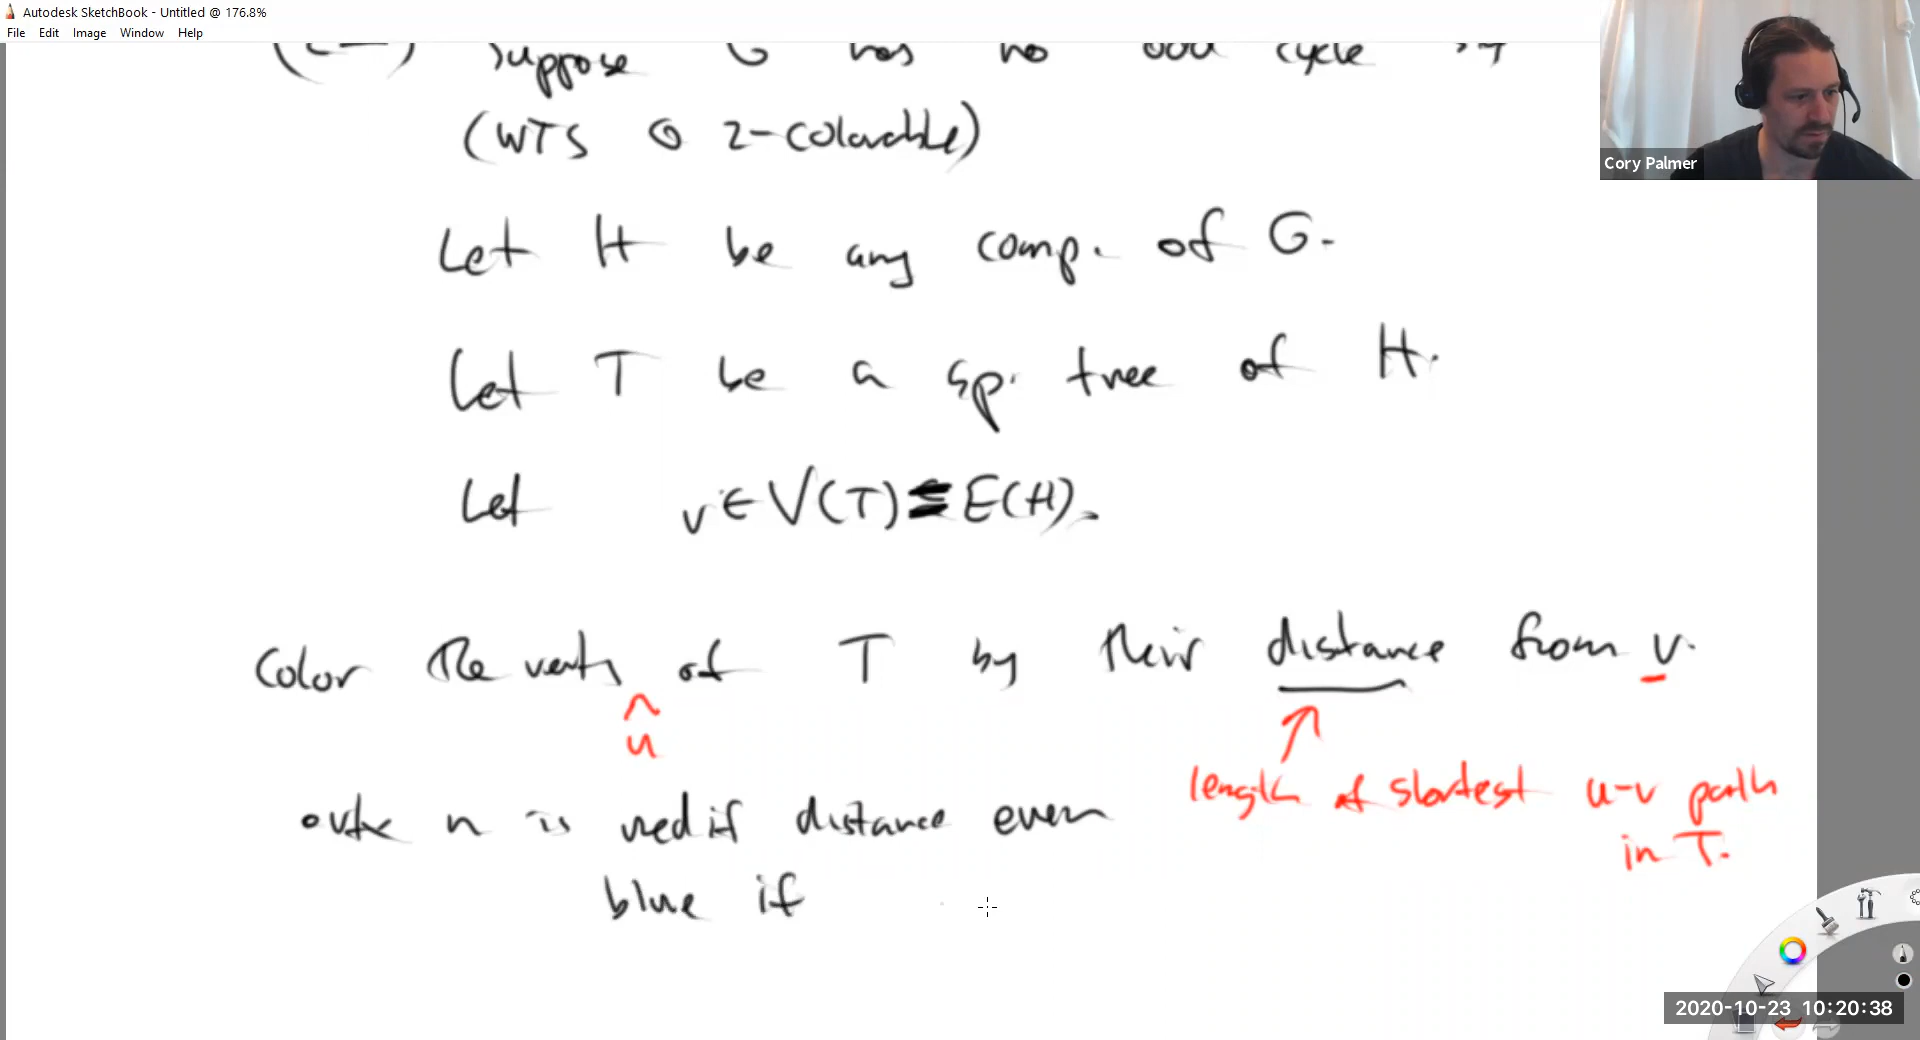 Autodesk SketchBook - Untitled @ 176.8%
File Edit Image Window Help
Suppose G has no odd cycle
(WTS G 2-colorable)
Let H be any comp. of G.
Let T be a sp. tree of H.
Let v ∈ V(T) = E(H).
Color the verts of T by their distance from v.
u
length of shortest u-v path
in T.
u is red if distance even
blue if
Cory Palmer
2020-10-23 10:20:38